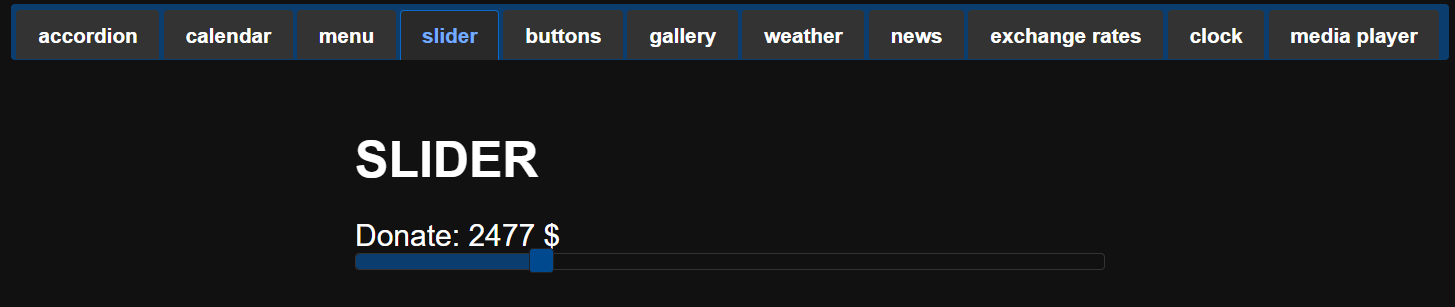 accordion calendar menu slider buttons gallery weather news exchange rates clock media player
SLIDER
Donate: 2477 $